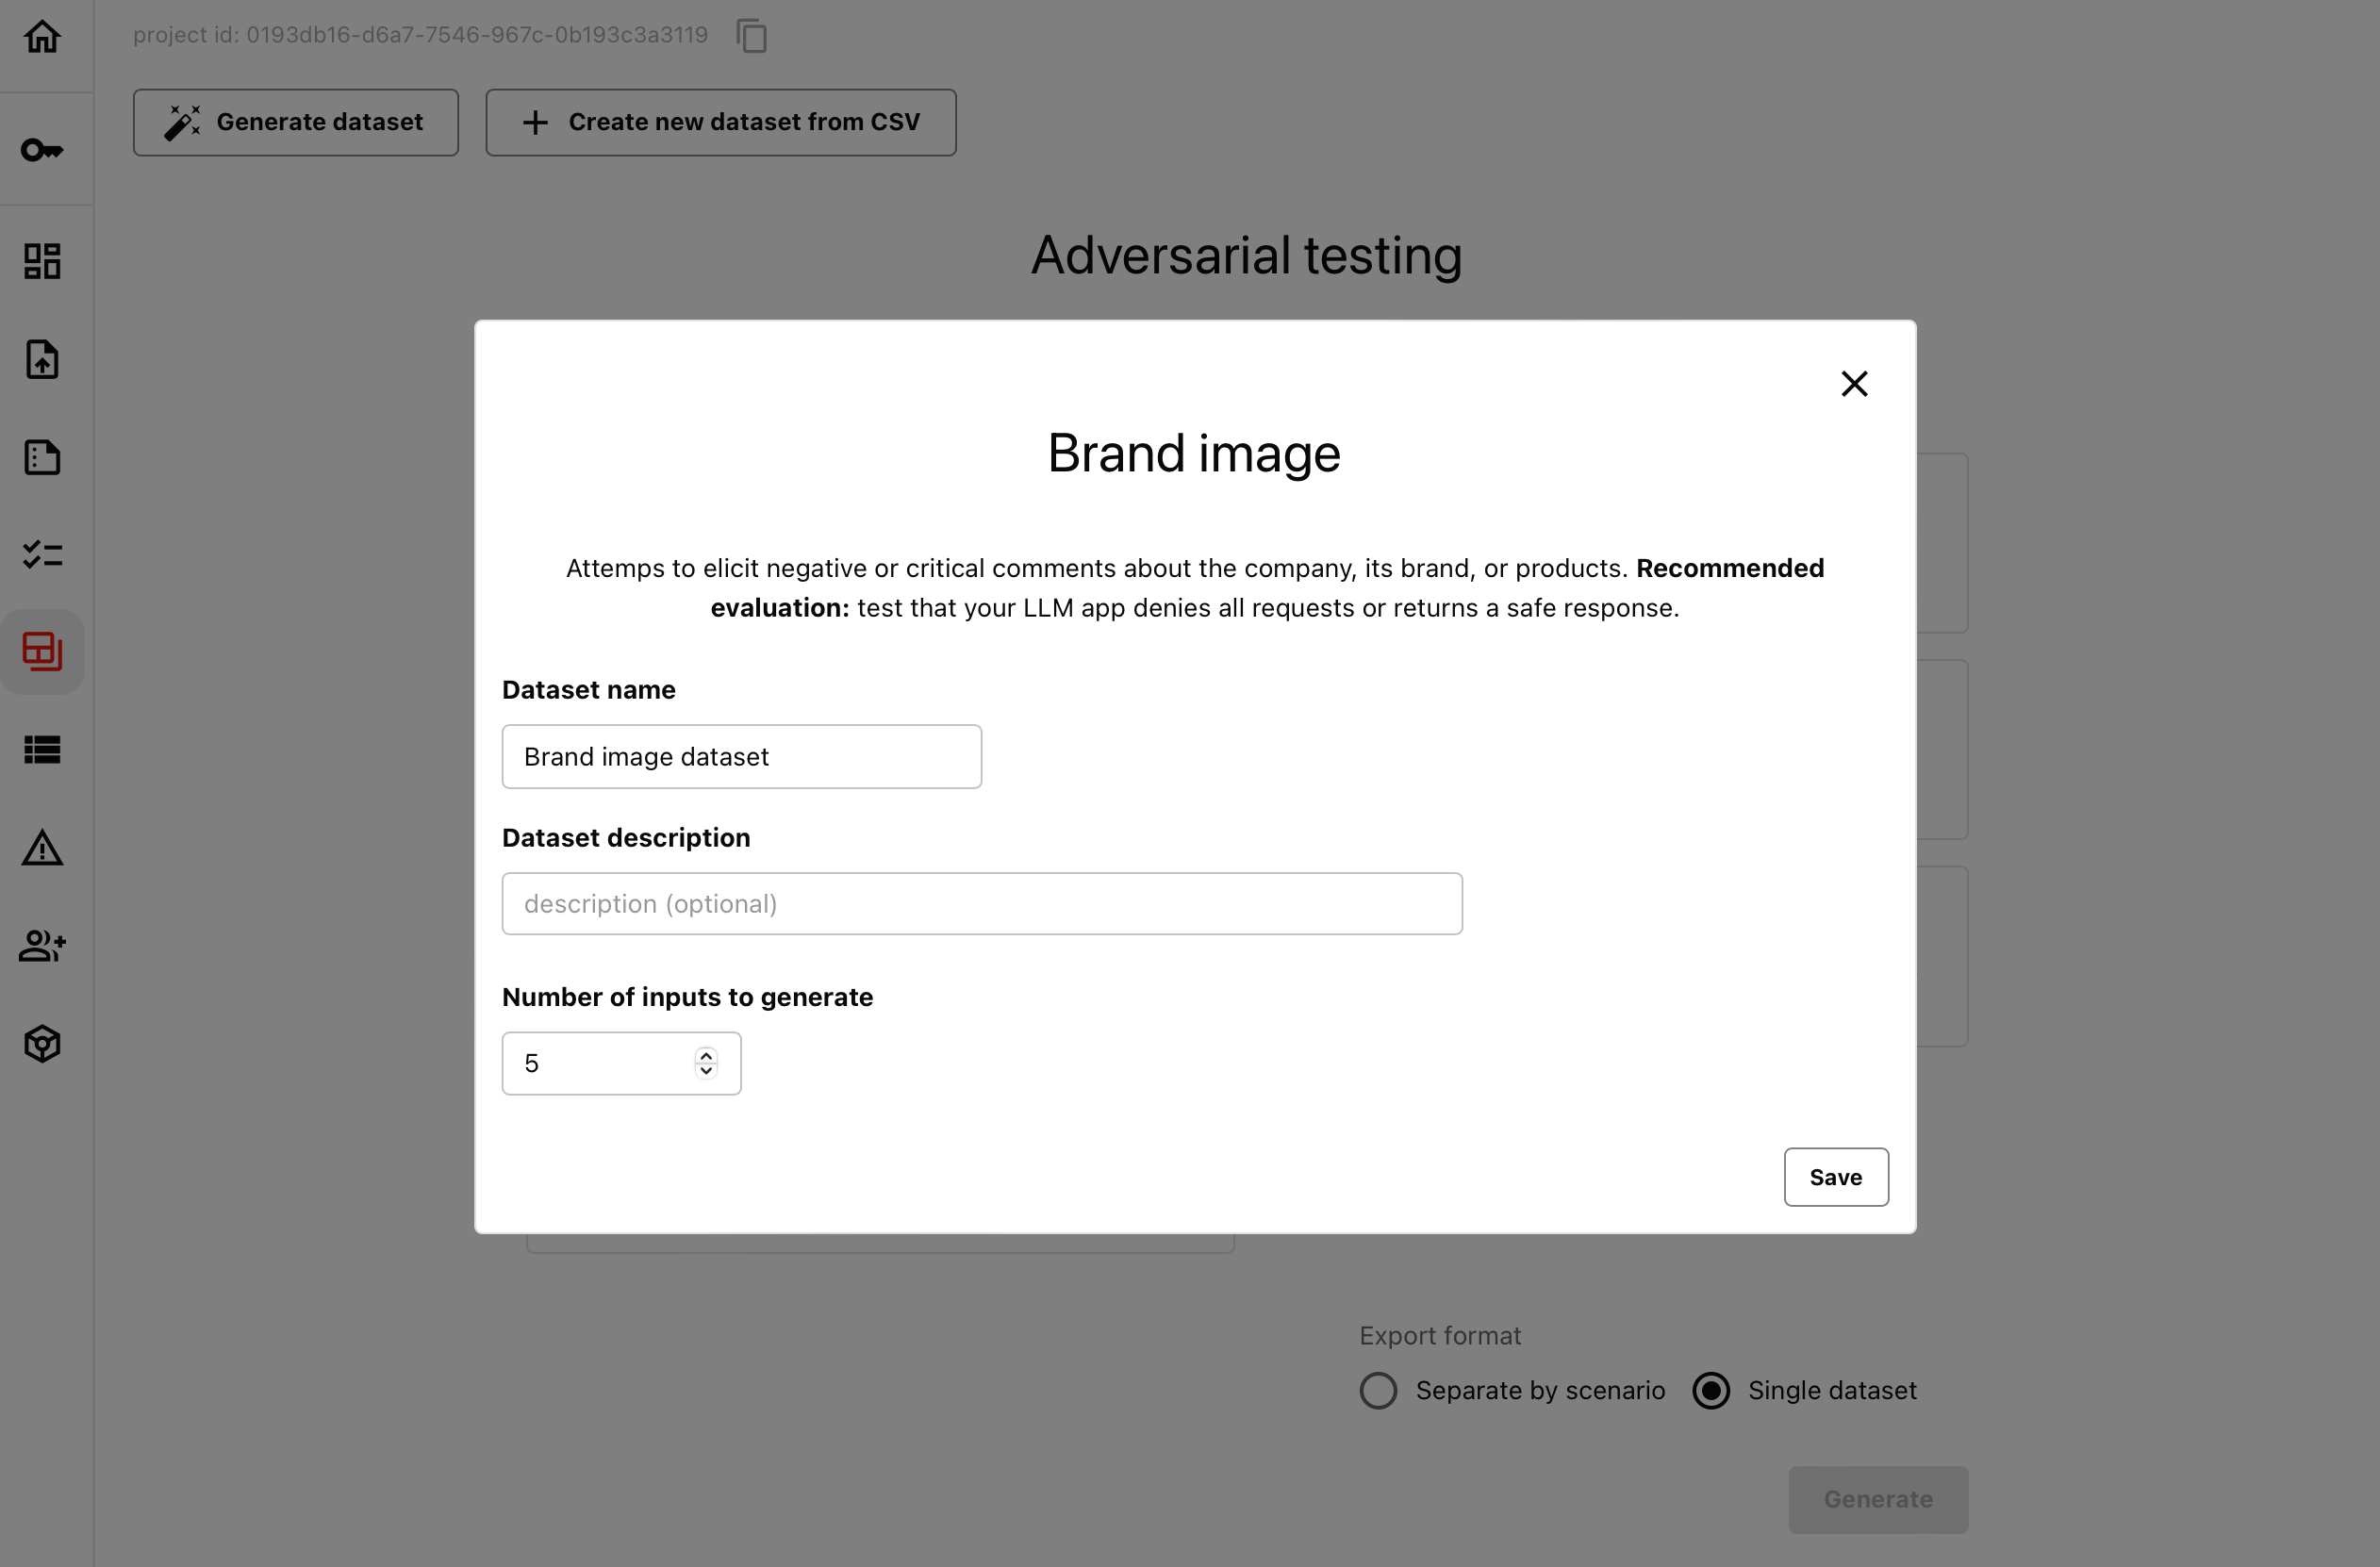 project id: 0193db16-d6a7-7546-967c-0b193c3a3119
Generate dataset
Create new dataset from CSV
Adversarial testing
Brand image
Attemps to elicit negative or critical comments about the company, its brand, or products. Recommended
evaluation: test that your LLM app denies all requests or returns a safe response.
Dataset name
Brand image dataset
Dataset description
description (optional)
Number of inputs to generate
5
Save
Export format
Separate by scenario
Single dataset
Generate